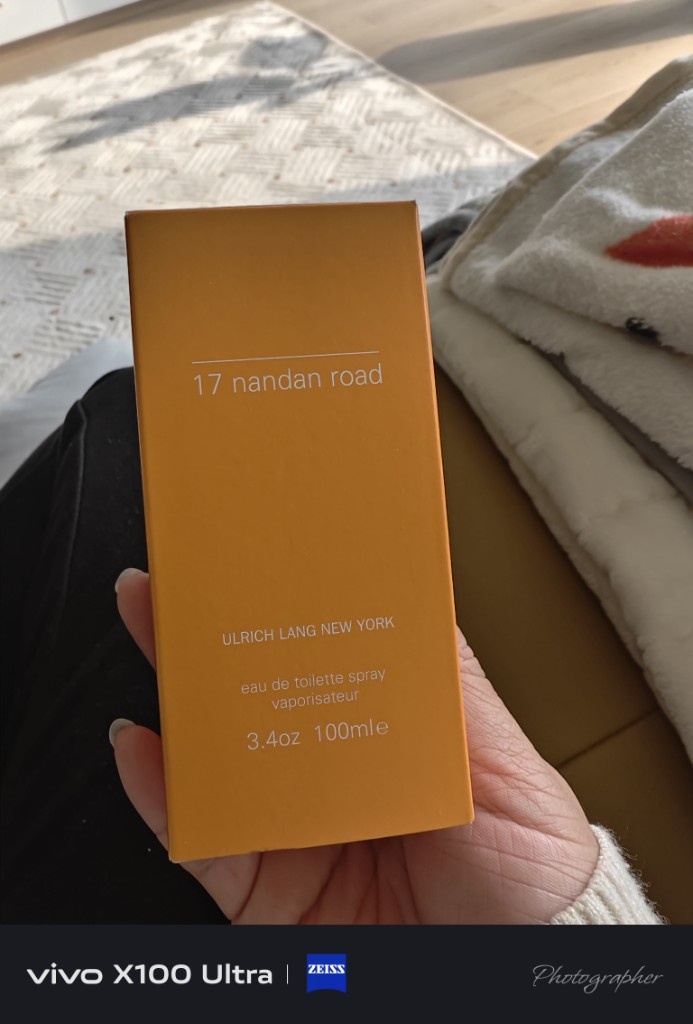 17 nandan road
ULRICH LANG NEW YORK
eau de toilette spray
vaporisateur
3.4oz 100ml℮
vivo X100 Ultra | ZEISS
Photographer